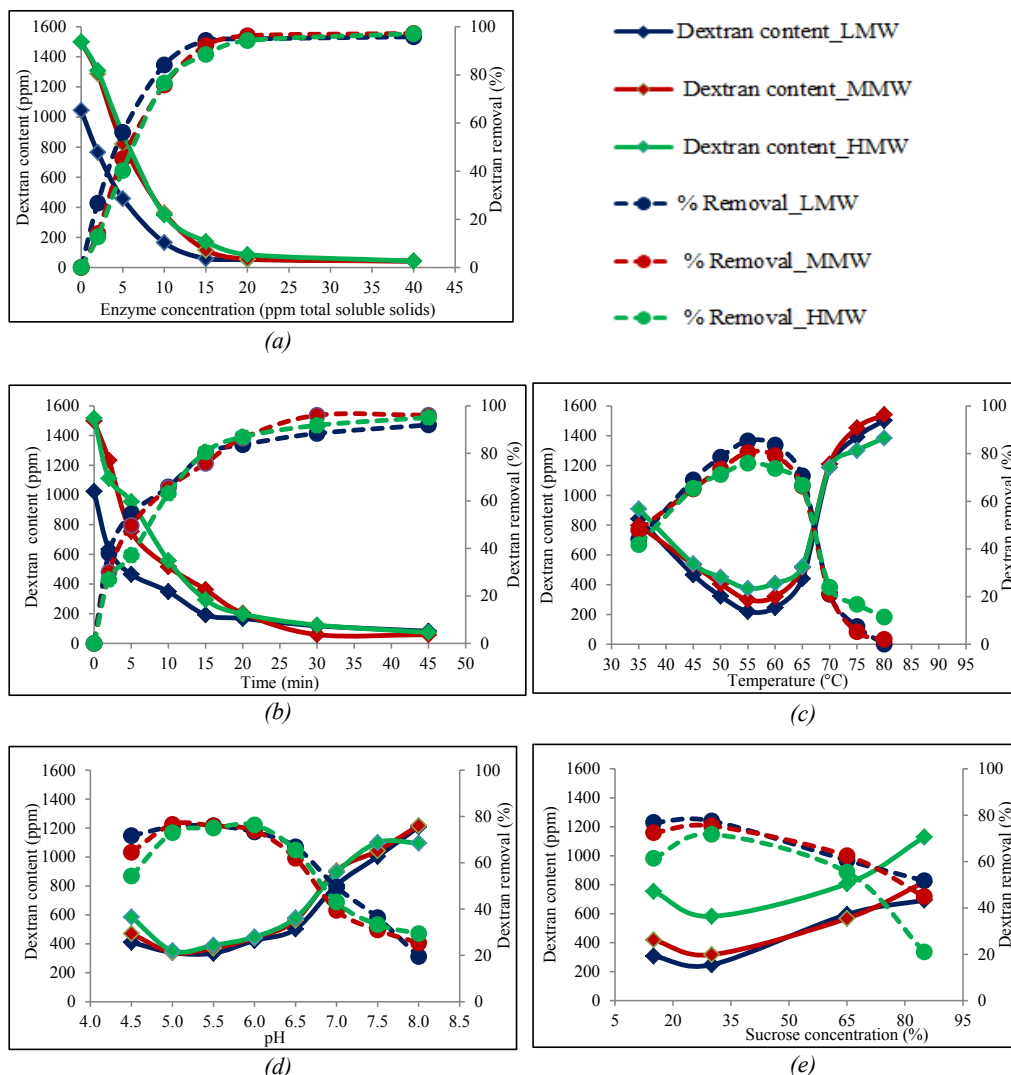 1600
1400
1200
1000
800
600
400
200
0
Dextran content (ppm)
100
80
60
40
20
0
Dextran removal (%)
0 5 10 15 20 25 30 35 40 45
Enzyme concentration (ppm total soluble solids)
(a)
Dextran content_LMW
Dextran content_MMW
Dextran content_HMW
% Removal_LMW
% Removal_MMW
% Removal_HMW
1600
1400
1200
1000
800
600
400
200
0
Dextran content (ppm)
100
80
60
40
20
0
Dextran removal (%)
0 5 10 15 20 25 30 35 40 45
Time (min)
(b)
1600
1400
1200
1000
800
600
400
200
0
Dextran content (ppm)
100
80
60
40
20
0
Dextran removal (%)
30 35 40 45 50 55 60 65 70 75 80 85 90 95
Temperature (°C)
(c)
1600
1400
1200
1000
800
600
400
200
0
Dextran content (ppm)
100
80
60
40
20
0
Dextran removal (%)
4.0 4.5 5.0 5.5 6.0 6.5 7.0 7.5 8.0 8.5
pH
(d)
1600
1400
1200
1000
800
600
400
200
0
Dextran content (ppm)
100
80
60
40
20
0
Dextran removal (%)
5 35 65 95
Sucrose concentration (%)
(e)